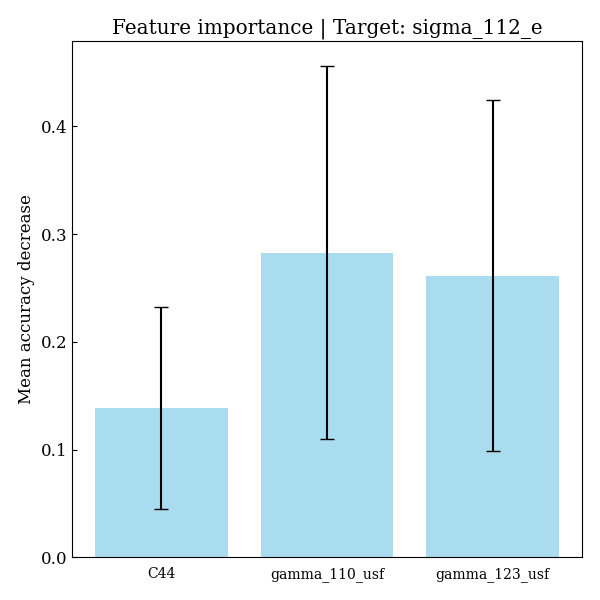 Feature importance | Target: sigma_112_e
Mean accuracy decrease
0.4
0.3
0.2
0.1
0.0
C44
gamma_110_usf
gamma_123_usf